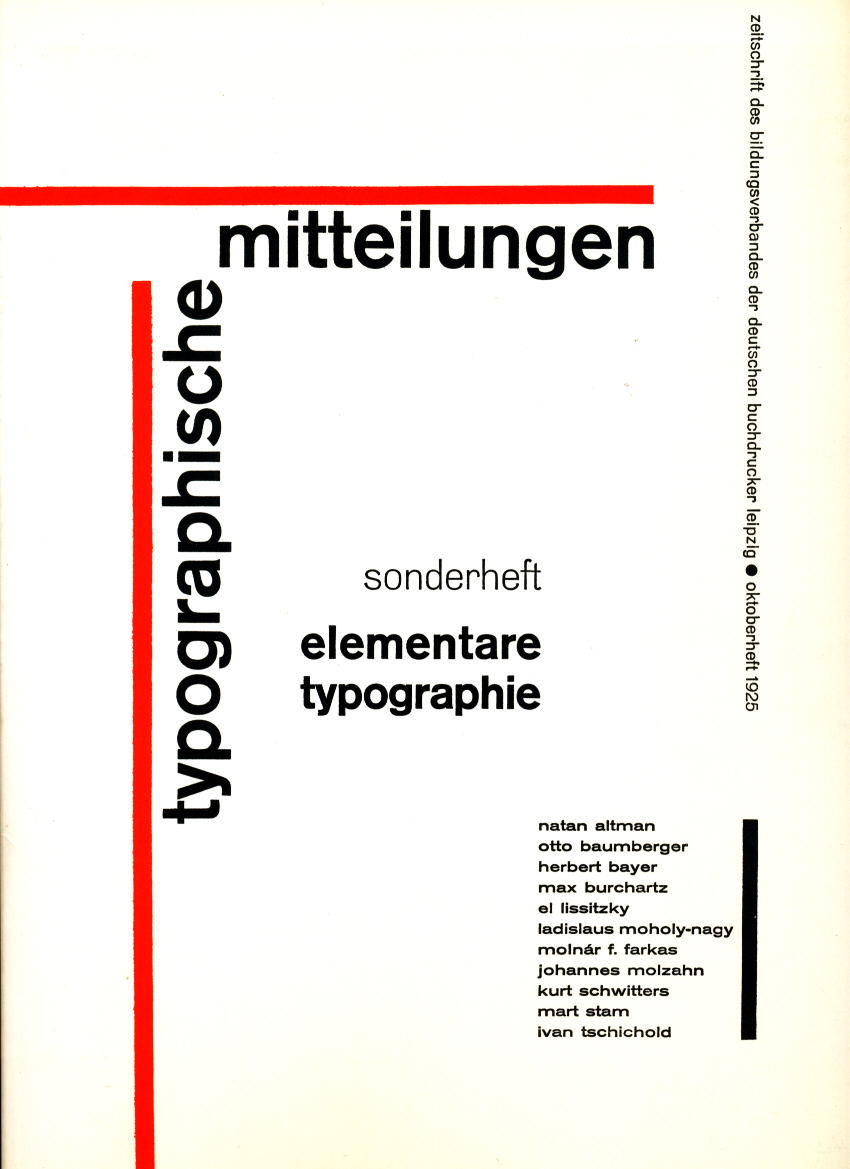 zeitschrift des bildungsverbandes der deutschen buchdrucker leipzig ● oktoberheft 1925
typographische
mitteilungen
sonderheft
elementare
typographie
natan altman
otto baumberger
herbert bayer
max burchartz
el lissitzky
ladislaus moholy-nagy
molnár f. farkas
johannes molzahn
kurt schwitters
mart stam
ivan tschichold